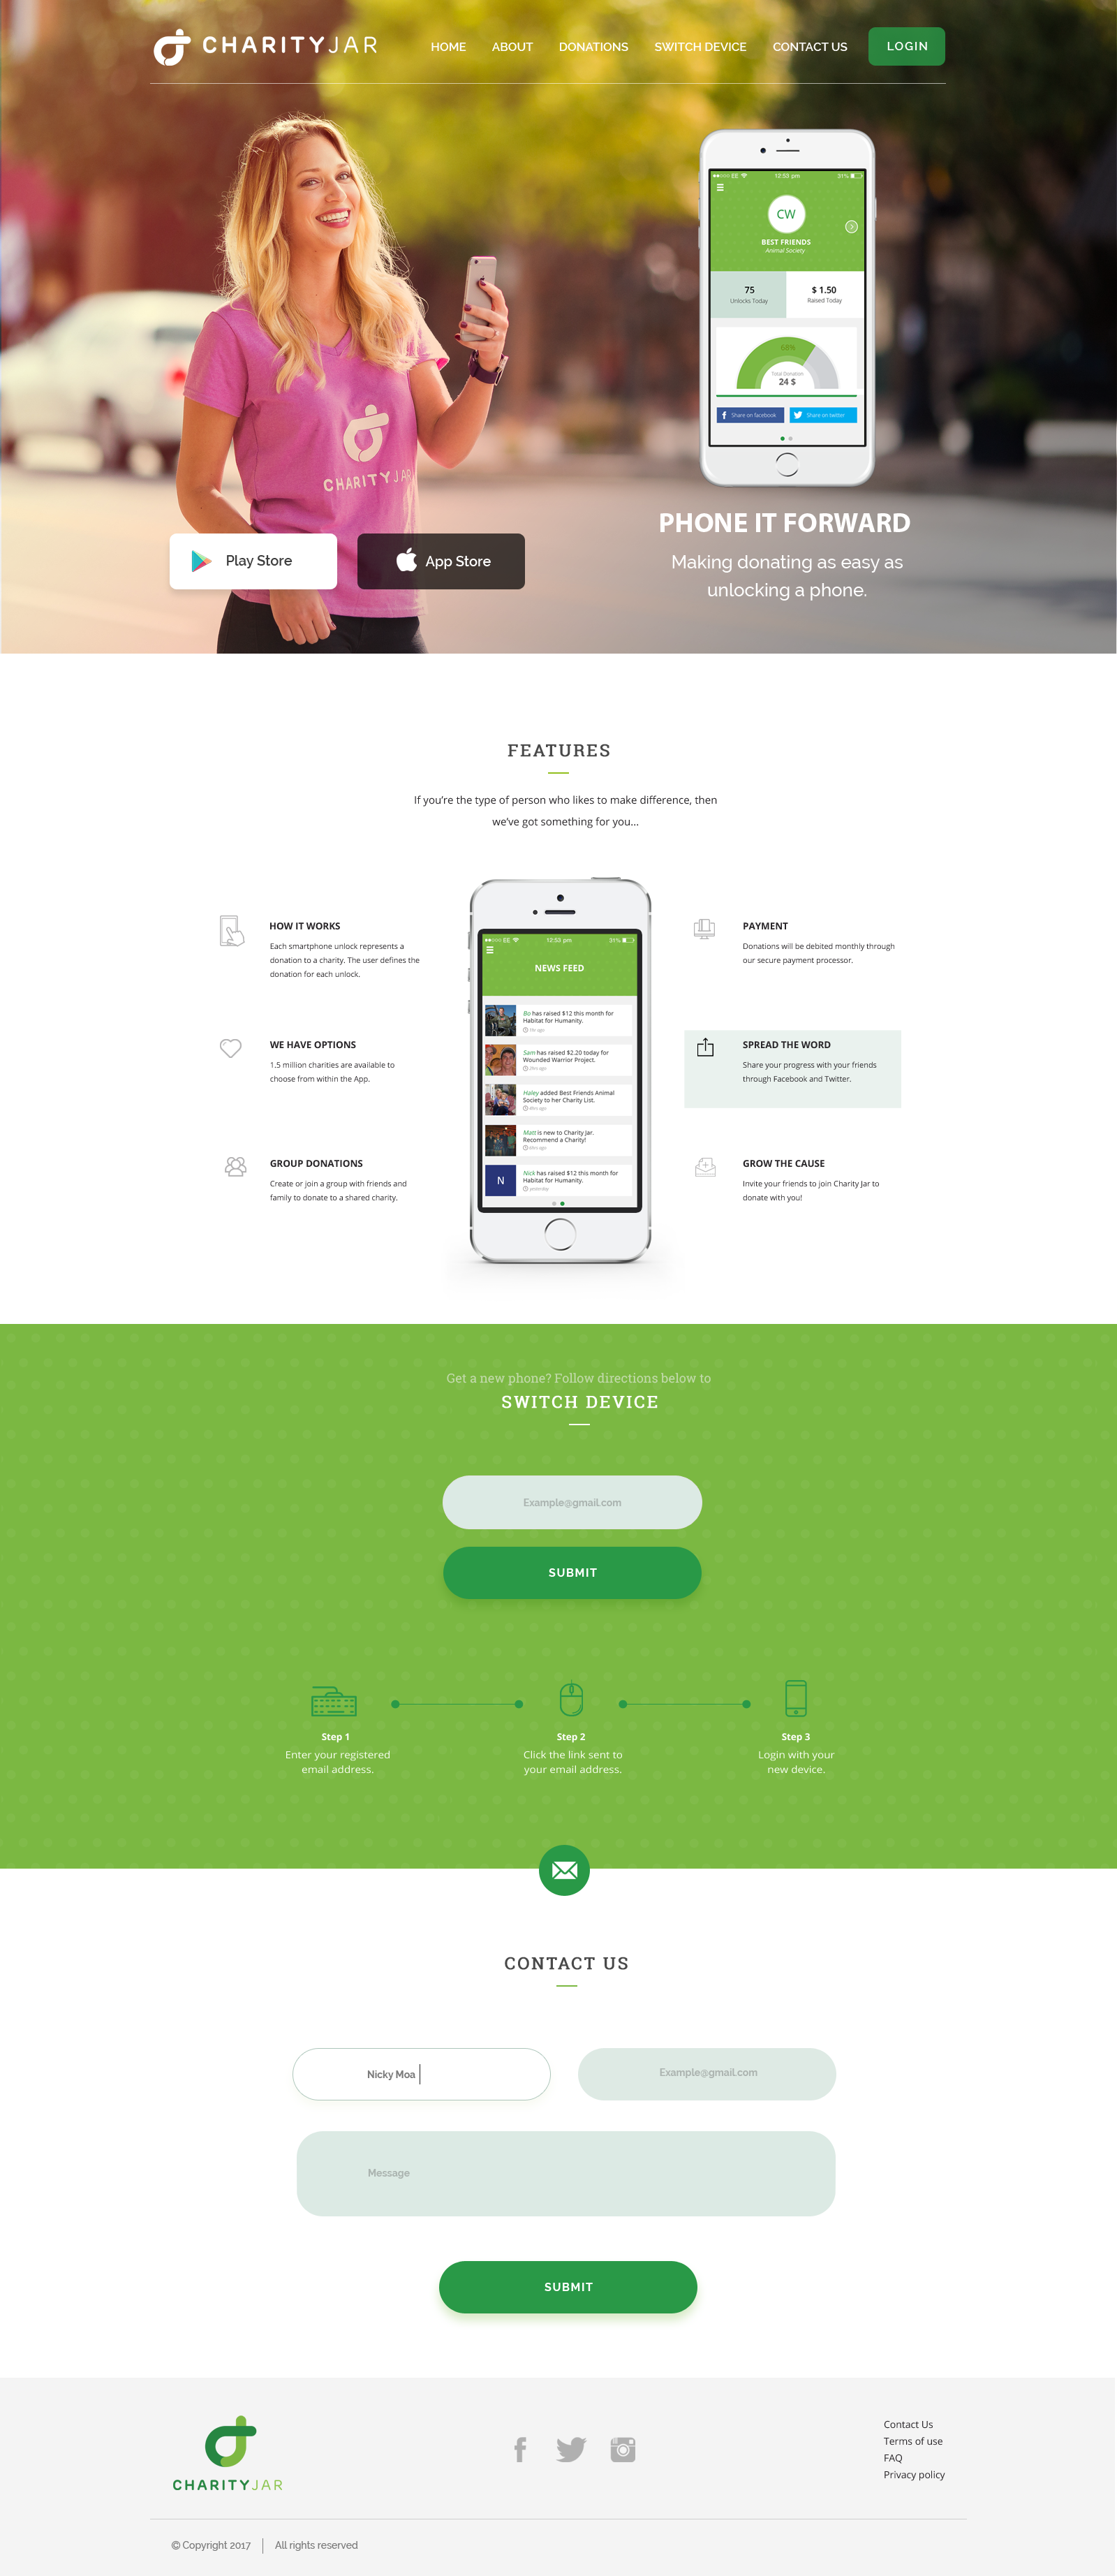 CHARITYJAR
HOME ABOUT DONATIONS SWITCH DEVICE CONTACT US LOGIN
CHARITYJAR
Play Store
App Store
EE 12:53 pm 31%
CW
BEST FRIENDS
Animal Society
75
Unlocks Today
$ 1.50
Raised Today
68%
Total Donation
24 $
Share on facebook
Share on twitter
PHONE IT FORWARD
Making donating as easy as
unlocking a phone.
FEATURES
If you're the type of person who likes to make difference, then
we've got something for you...
HOW IT WORKS
Each smartphone unlock represents a
donation to a charity. The user defines the
donation for each unlock.
WE HAVE OPTIONS
1.5 million charities are available to
choose from within the App.
GROUP DONATIONS
Create or join a group with friends and
family to donate to a shared charity.
EE 12:53 pm 31%
NEWS FEED
Bo has raised $12 this month for
Habitat for Humanity.
Sam has raised $2.20 today for
Wounded Warrior Project.
Haley added Best Friends Animal
Society to her Charity List.
Matt is new to Charity Jar.
Recommend a Charity!
N
Nick has raised $12 this month for
Habitat for Humanity.
yesterday
PAYMENT
Donations will be debited monthly through
our secure payment processor.
SPREAD THE WORD
Share your progress with your friends
through Facebook and Twitter.
GROW THE CAUSE
Invite your friends to join Charity Jar to
donate with you!
Get a new phone? Follow directions below to
SWITCH DEVICE
Example@gmail.com
SUBMIT
Step 1
Enter your registered
email address.
Step 2
Click the link sent to
your email address.
Step 3
Login with your
new device.
CONTACT US
Nicky Moa
Example@gmail.com
Message
SUBMIT
CHARITYJAR
Contact Us
Terms of use
FAQ
Privacy policy
© Copyright 2017 All rights reserved